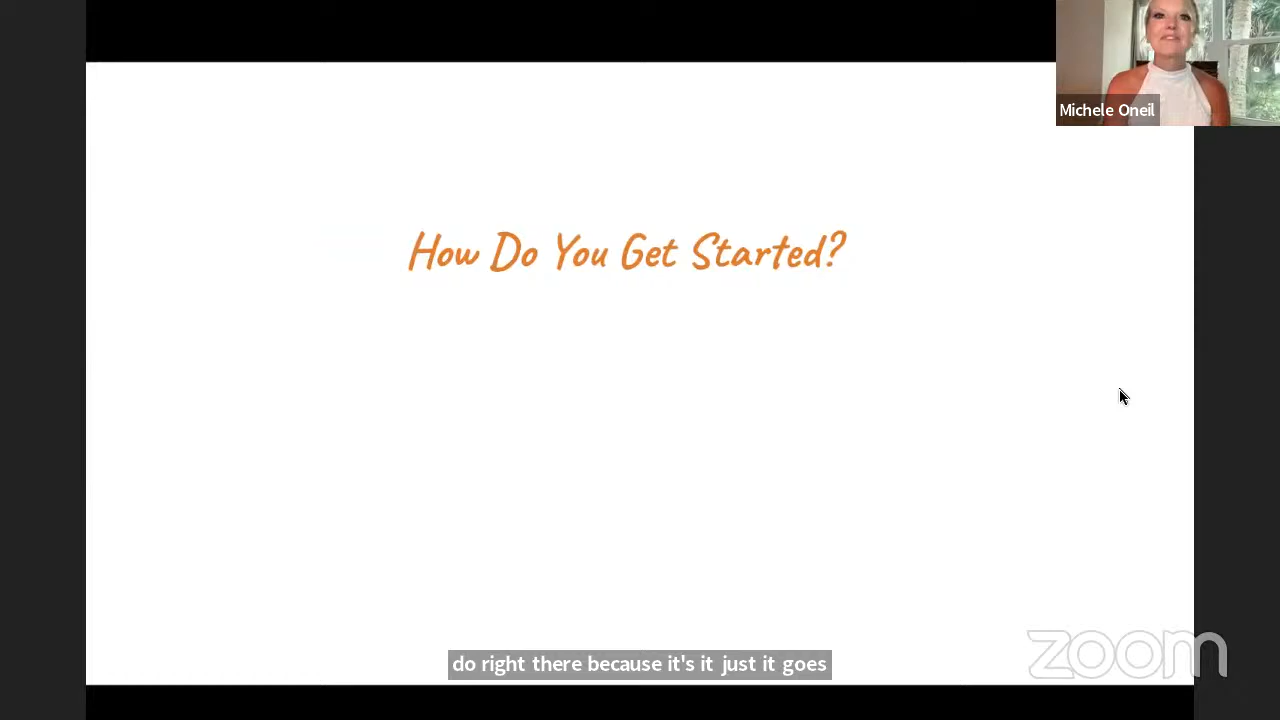 Michele Oneil
How Do You Get Started?
do right there because it's it just it goes
zoom